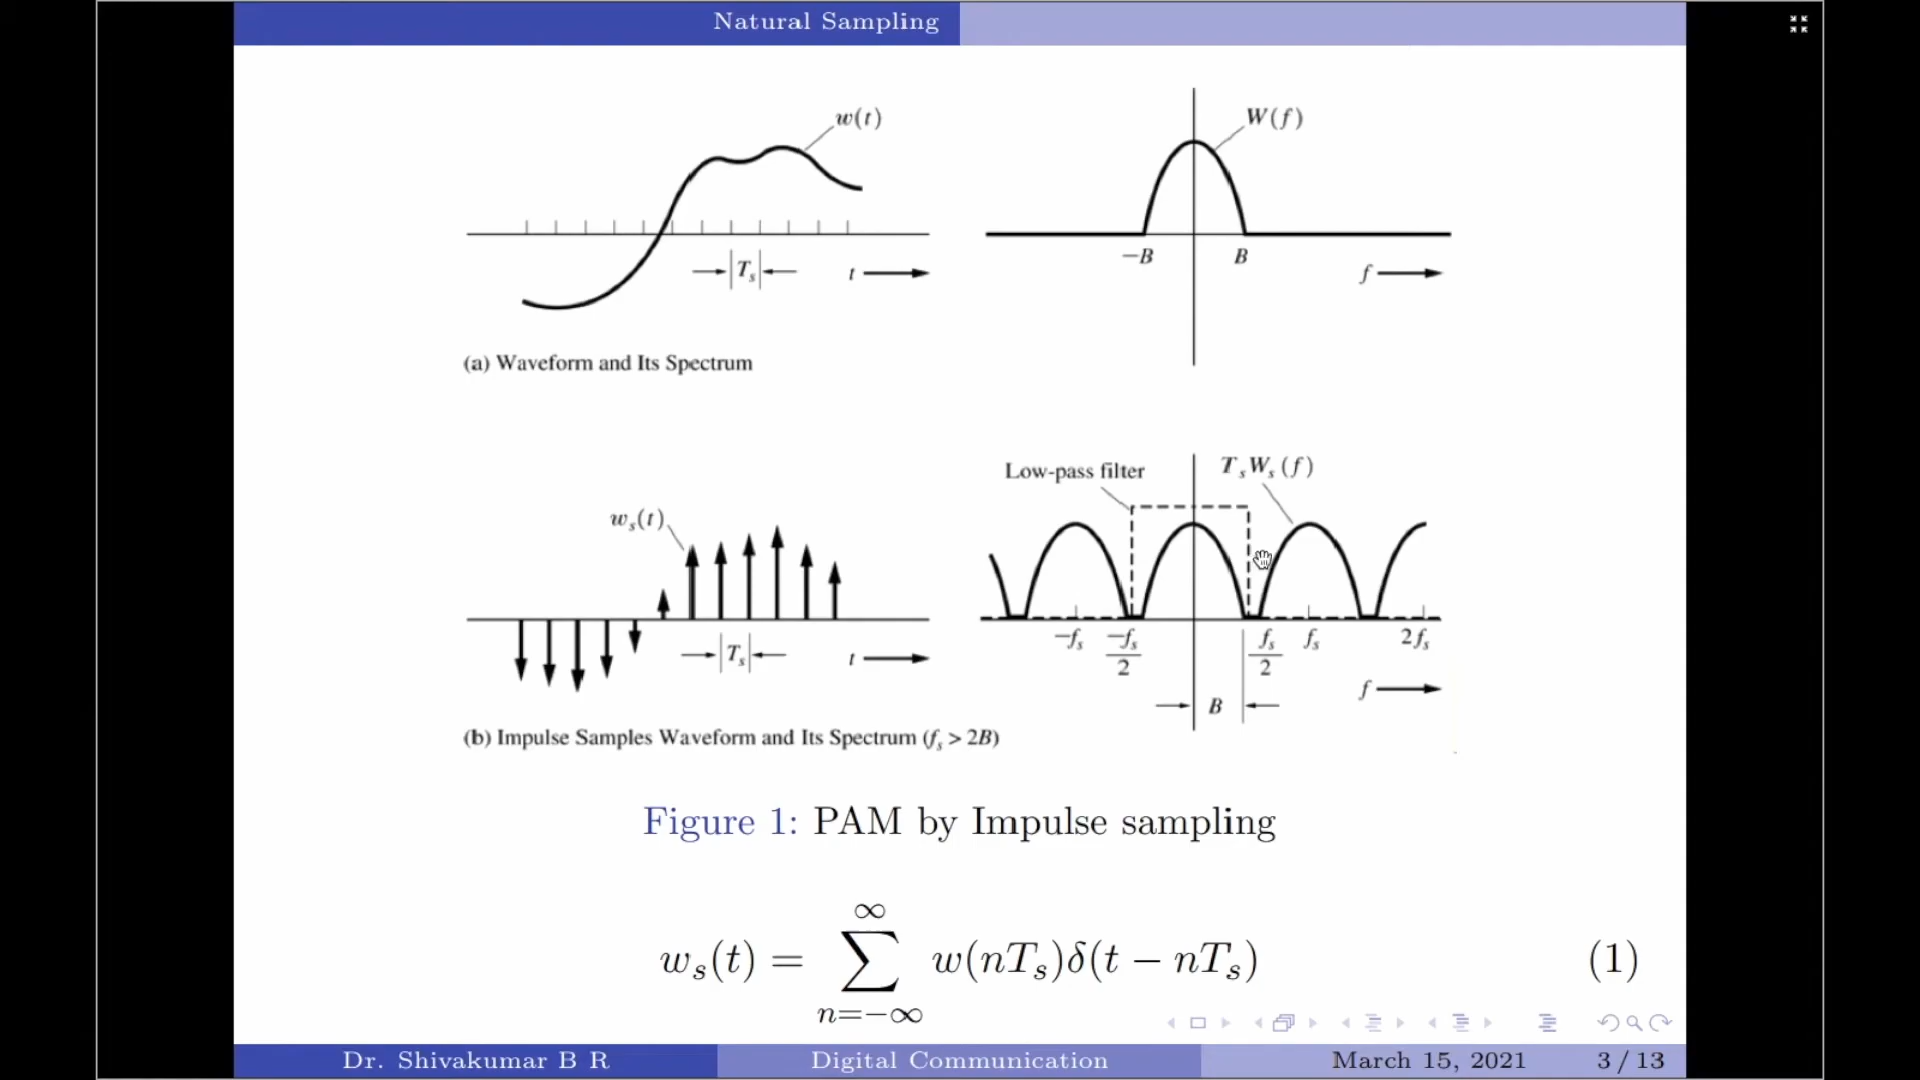 Natural Sampling
w(t)
W(f)
T_s
t
−B
B
f
(a) Waveform and Its Spectrum
Low-pass filter
T_s W_s (f)
w_s(t)
−f_s
−f_s/2
f_s/2
f_s
2f_s
T_s
t
B
f
(b) Impulse Samples Waveform and Its Spectrum (f_s > 2B)
Figure 1: PAM by Impulse sampling
w_s(t) = ∑_{n=−∞}^{∞} w(nT_s)δ(t − nT_s) (1)
Dr. Shivakumar B R
Digital Communication
March 15, 2021
3 / 13